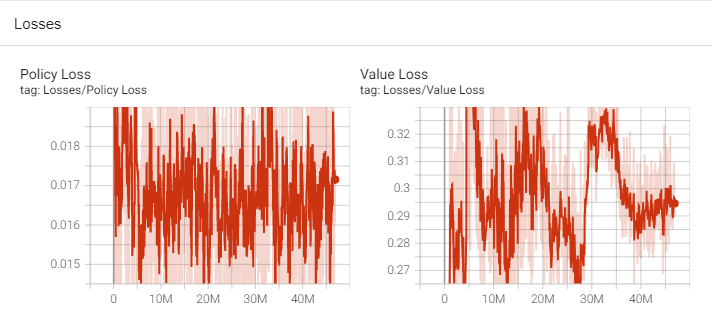 Losses
Policy Loss
tag: Losses/Policy Loss
0.018
0.017
0.016
0.015
0
10M
20M
30M
40M
Value Loss
tag: Losses/Value Loss
0.32
0.31
0.3
0.29
0.28
0.27
0
10M
20M
30M
40M